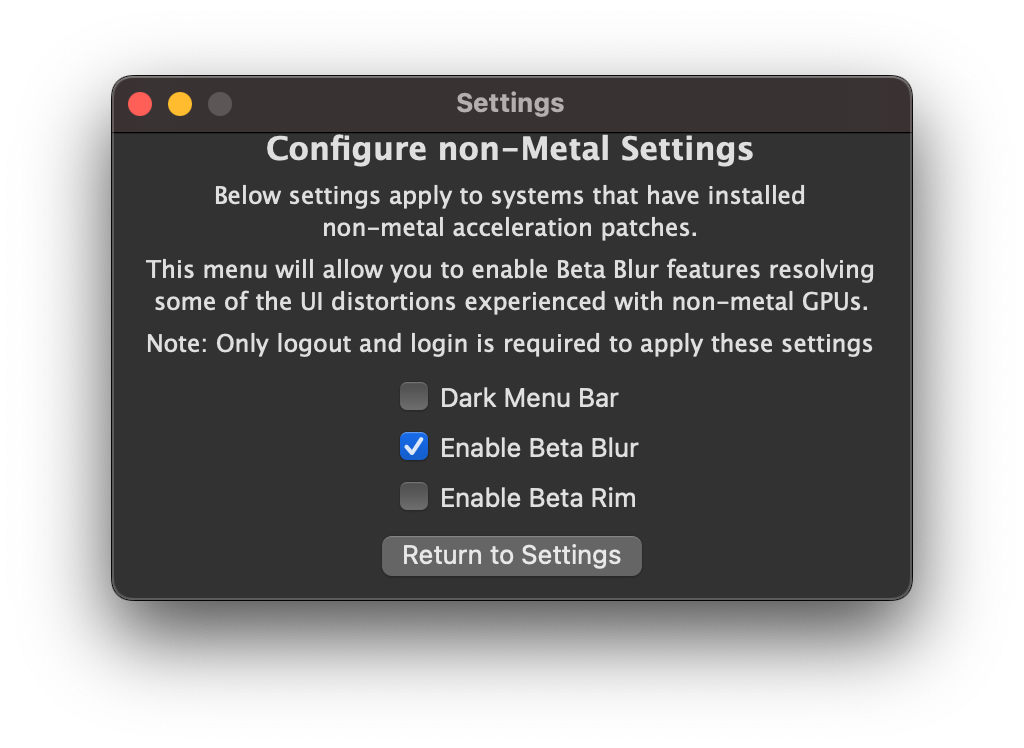 Settings
Configure non-Metal Settings
Below settings apply to systems that have installed
non-metal acceleration patches.
This menu will allow you to enable Beta Blur features resolving
some of the UI distortions experienced with non-metal GPUs.
Note: Only logout and login is required to apply these settings
Dark Menu Bar
Enable Beta Blur
Enable Beta Rim
Return to Settings